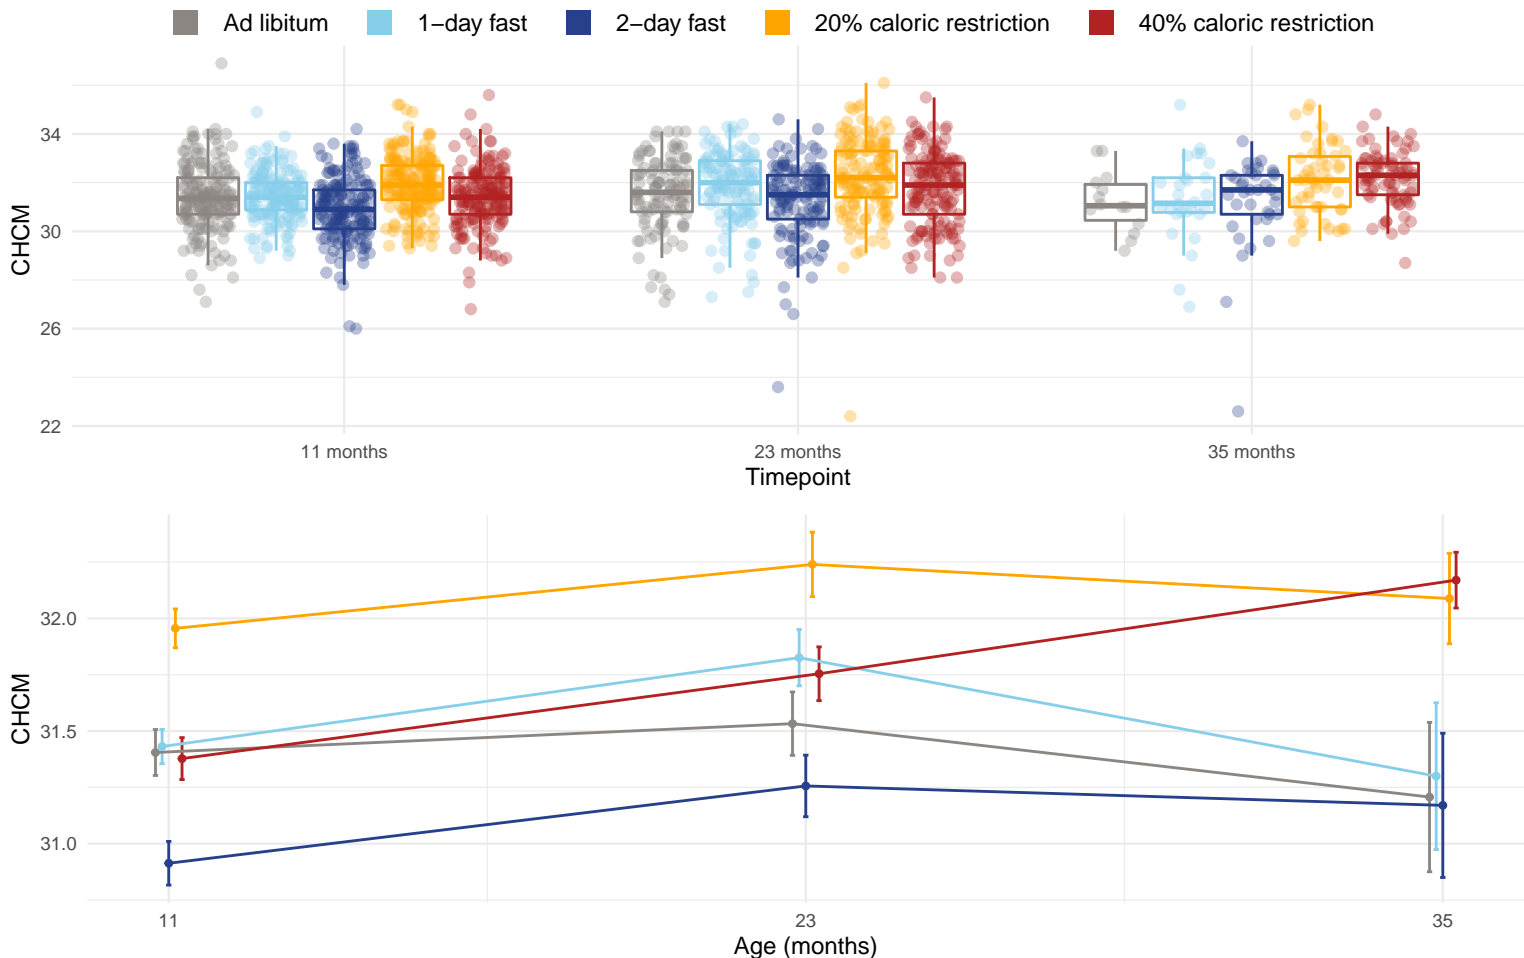 Ad libitum 1−day fast 2−day fast 20% caloric restriction 40% caloric restriction
CHCM
34
30
26
22
11 months 23 months 35 months
Timepoint
CHCM
32.0
31.5
31.0
11 23 35
Age (months)